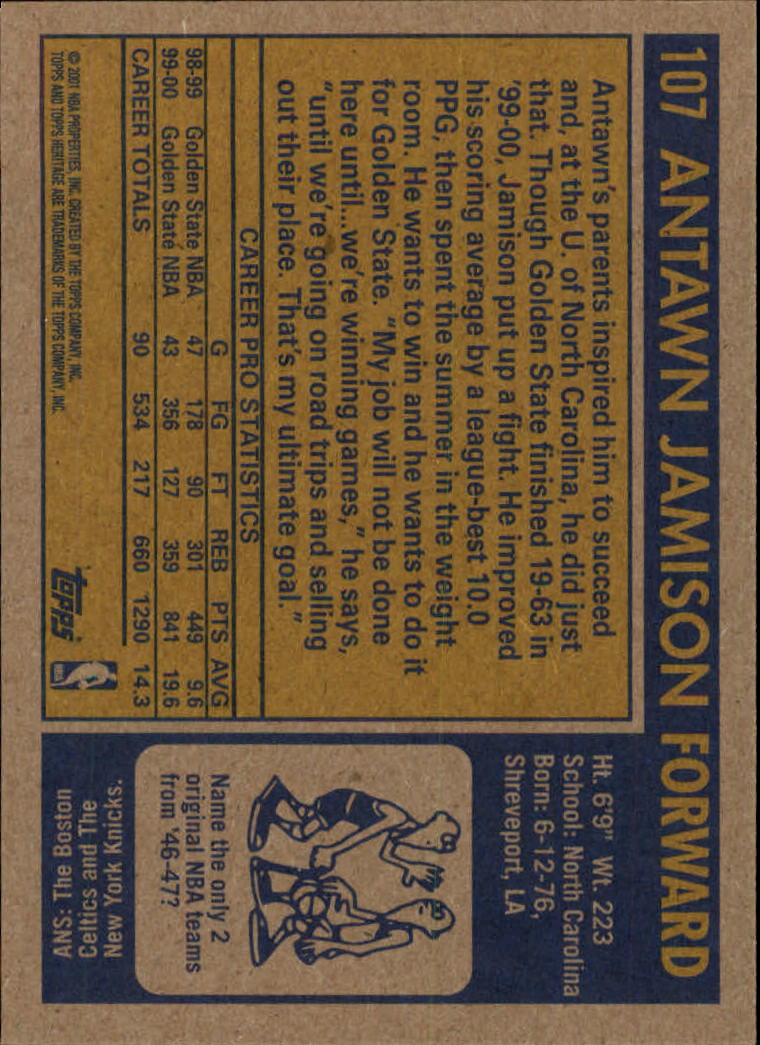 107 ANTAWN JAMISON FORWARD
Antawn's parents inspired him to succeed
and, at the U. of North Carolina, he did just
that. Though Golden State finished 19-63 in
'99-00, Jamison put up a fight. He improved
his scoring average by a league-best 10.0
PPG, then spent the summer in the weight
room. He wants to win and he wants to do it
for Golden State. "My job will not be done
here until...we're winning games," he says,
"until we're going on road trips and selling
out their place. That's my ultimate goal."
CAREER PRO STATISTICS
G FG FT REB PTS AVG
98-99 Golden State NBA 47 178 90 301 449 9.6
99-00 Golden State NBA 43 356 127 359 841 19.6
CAREER TOTALS 90 534 217 660 1290 14.3
© 2001 NBA PROPERTIES, INC. CREATED BY THE TOPPS COMPANY, INC.
TOPPS AND TOPPS HERITAGE ARE TRADEMARKS OF THE TOPPS COMPANY, INC.
Topps
NBA
Ht. 6'9" Wt. 223
School: North Carolina
Born: 6-12-76,
Shreveport, LA
Name the only 2
original NBA teams
from '46-47?
ANS: The Boston
Celtics and The
New York Knicks.